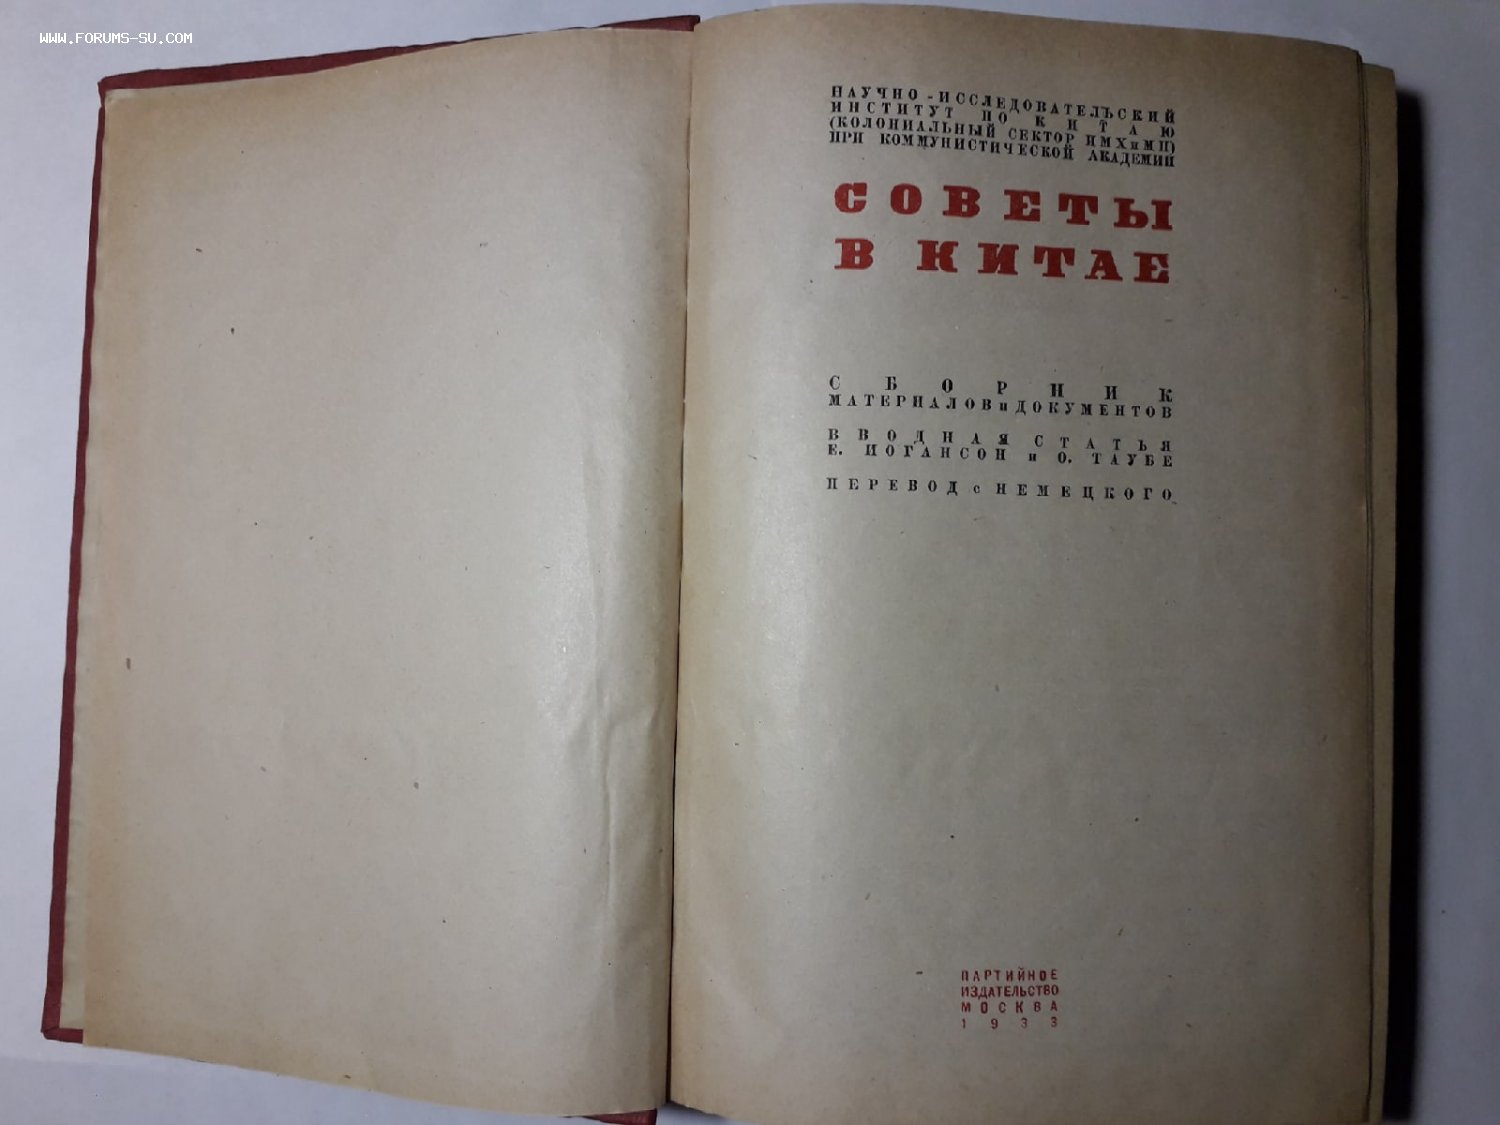 WWW.FORUMS-SU.COM
НАУЧНО-ИССЛЕДОВАТЕЛЬСКИЙ
ИНСТИТУТ ПО КИТАЮ
(КОЛОНИАЛЬНЫЙ СЕКТОР ИМХиМП)
ПРИ КОММУНИСТИЧЕСКОЙ АКАДЕМИИ
СОВЕТЫ
В КИТАЕ
СБОРНИК
МАТЕРИАЛОВ и ДОКУМЕНТОВ
ВВОДНАЯ СТАТЬЯ
Е. ИОГАНСОН и О. ТАУБЕ
ПЕРЕВОД с НЕМЕЦКОГО
ПАРТИЙНОЕ
ИЗДАТЕЛЬСТВО
МОСКВА
1933